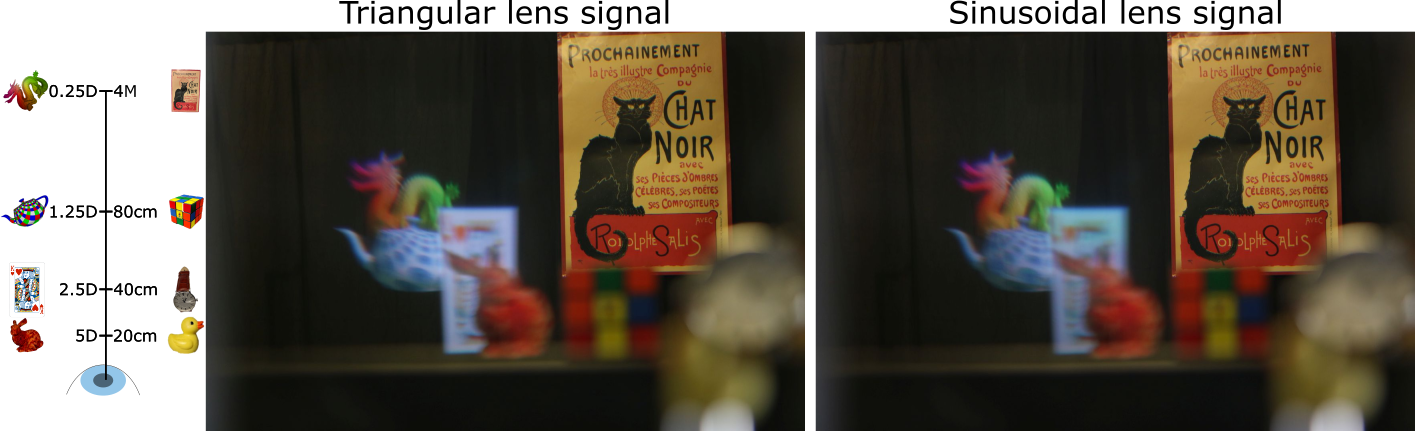 Triangular lens signal
Sinusoidal lens signal
0.25D 4M
1.25D 80cm
2.5D 40cm
5D 20cm
PROCHAINEMENT
la très illustre Compagnie
DU
CHAT
NOIR
avec
ses PIÈCES d'OMBRES
CÉLÈBRES, ses POÈTES
ses COMPOSITEURS
AVEC
RODOLPHE SALIS
PROCHAINEMENT
la très illustre Compagnie
DU
CHAT
NOIR
avec
ses PIÈCES d'OMBRES
CÉLÈBRES, ses POÈTES
ses COMPOSITEURS
AVEC
RODOLPHE SALIS